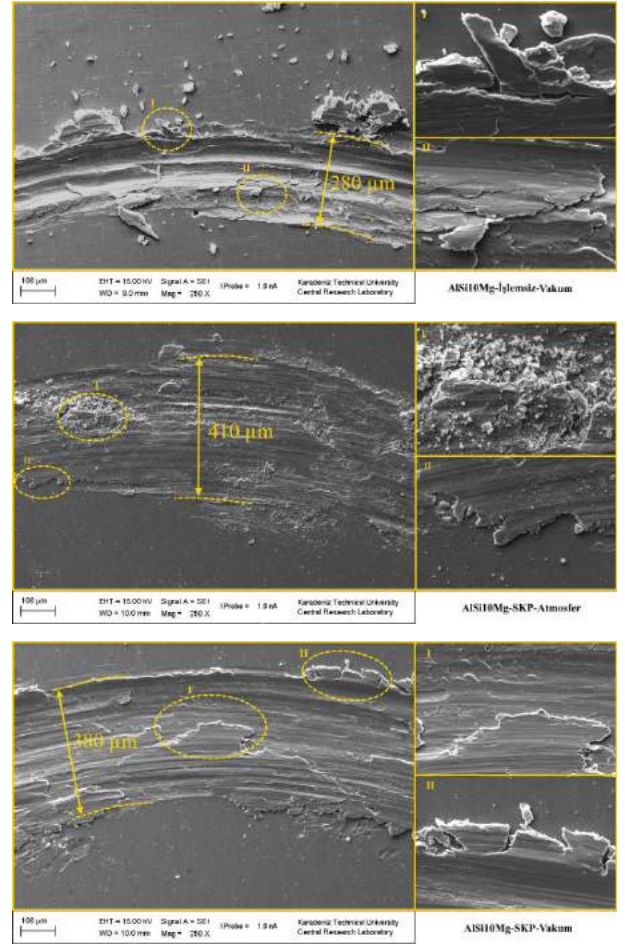 I
II
280 µm
I
II
100 µm
EHT = 15.00 kV Signal A = SE1 I Probe = 1.0 nA Karadeniz Technical University
WD = 9.0 mm Mag = 250 X Central Research Laboratory
AlSi10Mg-İşlemsiz-Vakum
I
II
410 µm
I
II
100 µm
EHT = 15.00 kV Signal A = SE1 I Probe = 1.0 nA Karadeniz Technical University
WD = 10.0 mm Mag = 250 X Central Research Laboratory
AlSi10Mg-SKP-Atmosfer
I
II
380 µm
I
II
100 µm
EHT = 15.00 kV Signal A = SE1 I Probe = 1.0 nA Karadeniz Technical University
WD = 10.0 mm Mag = 250 X Central Research Laboratory
AlSi10Mg-SKP-Vakum